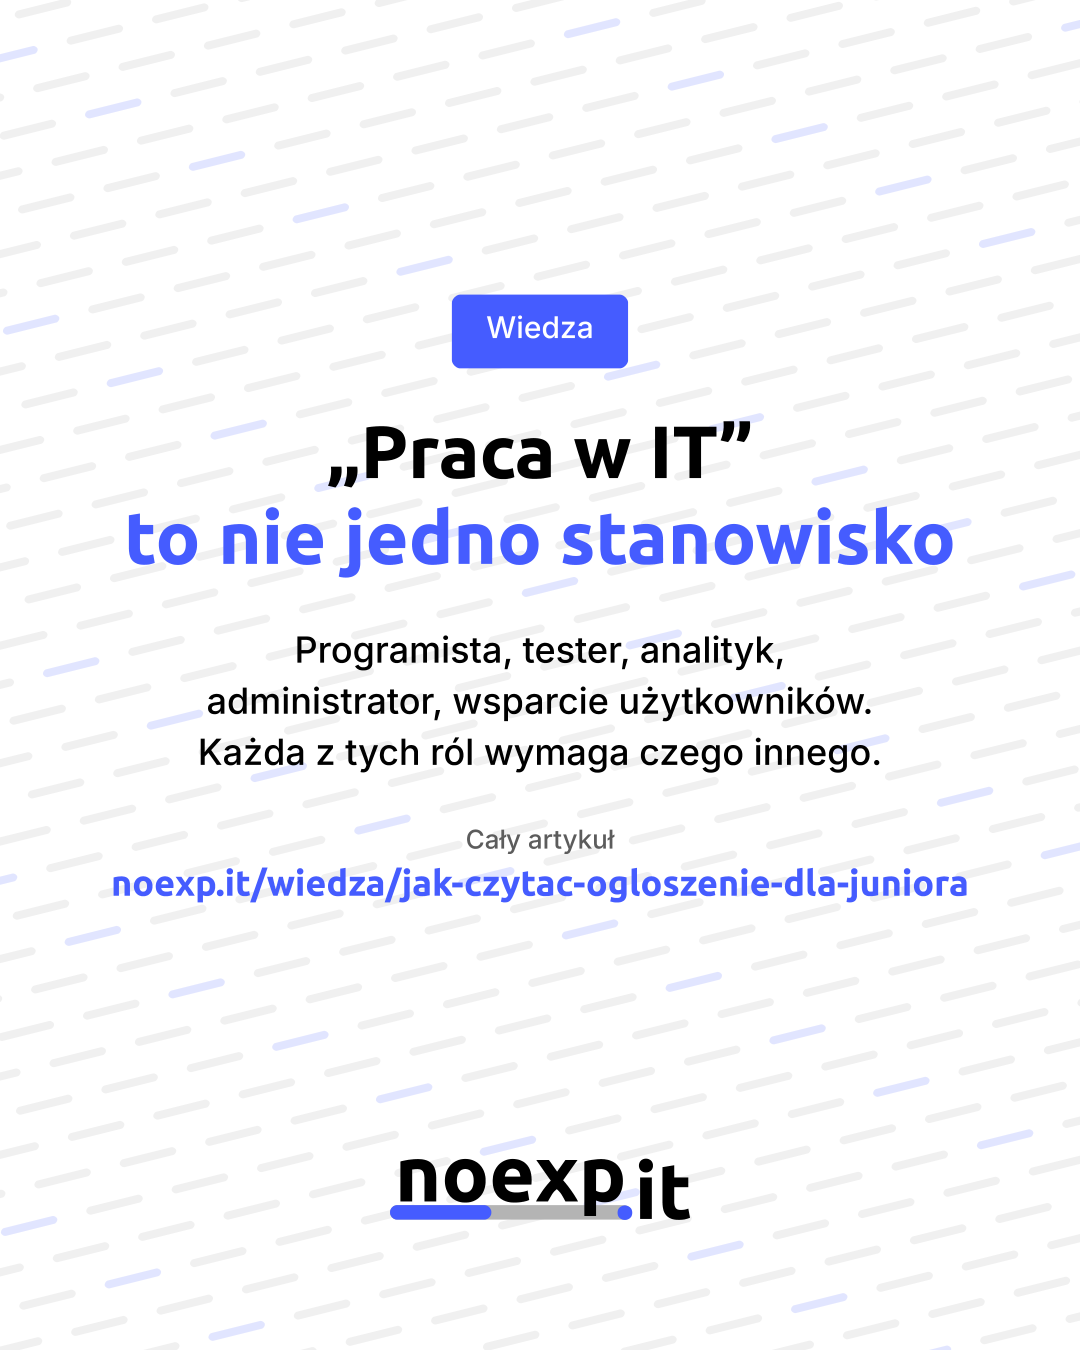 Wiedza
„Praca w IT”
to nie jedno stanowisko
Programista, tester, analityk,
administrator, wsparcie użytkowników.
Każda z tych ról wymaga czego innego.
Cały artykuł
noexp.it/wiedza/jak-czytac-ogloszenie-dla-juniora
noexp.it